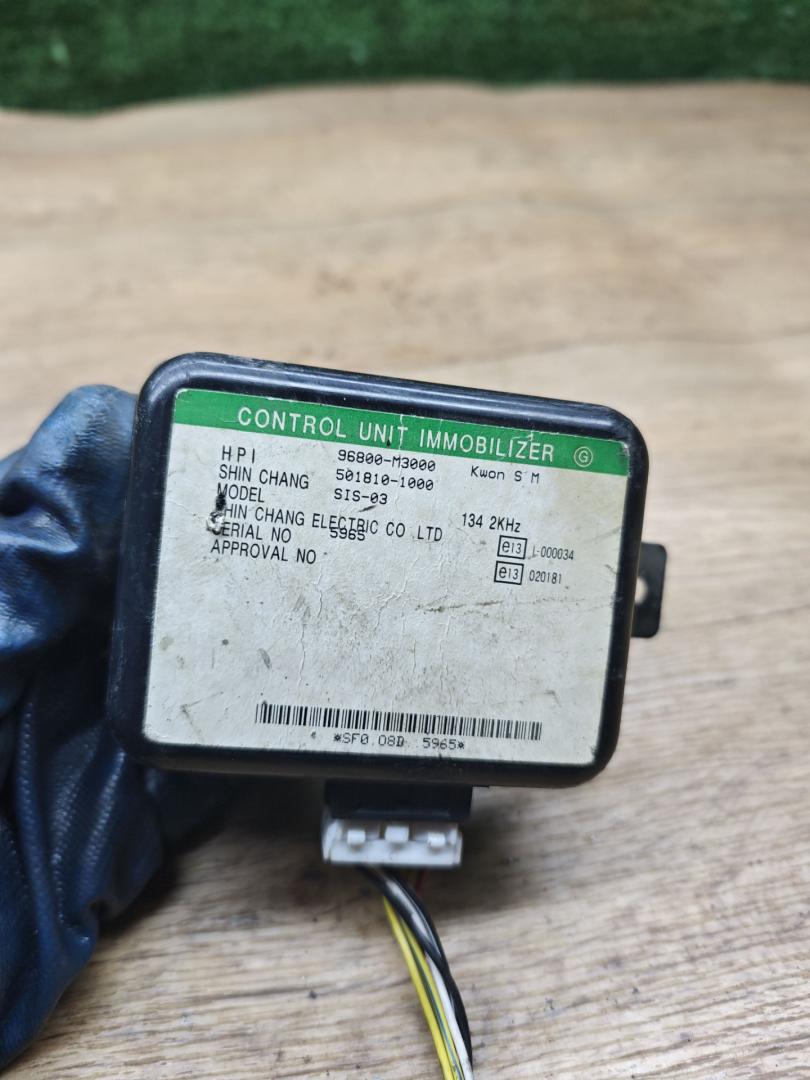 CONTROL UNIT IMMOBILIZER G
HPI 96800-M3000 Kwon S M
SHIN CHANG 501810-1000
MODEL SIS-03
SHIN CHANG ELECTRIC CO LTD 134 2KHz
SERIAL NO 5965 e13 L-000034
APPROVAL NO e13 020181
*SF0 08D 5965*